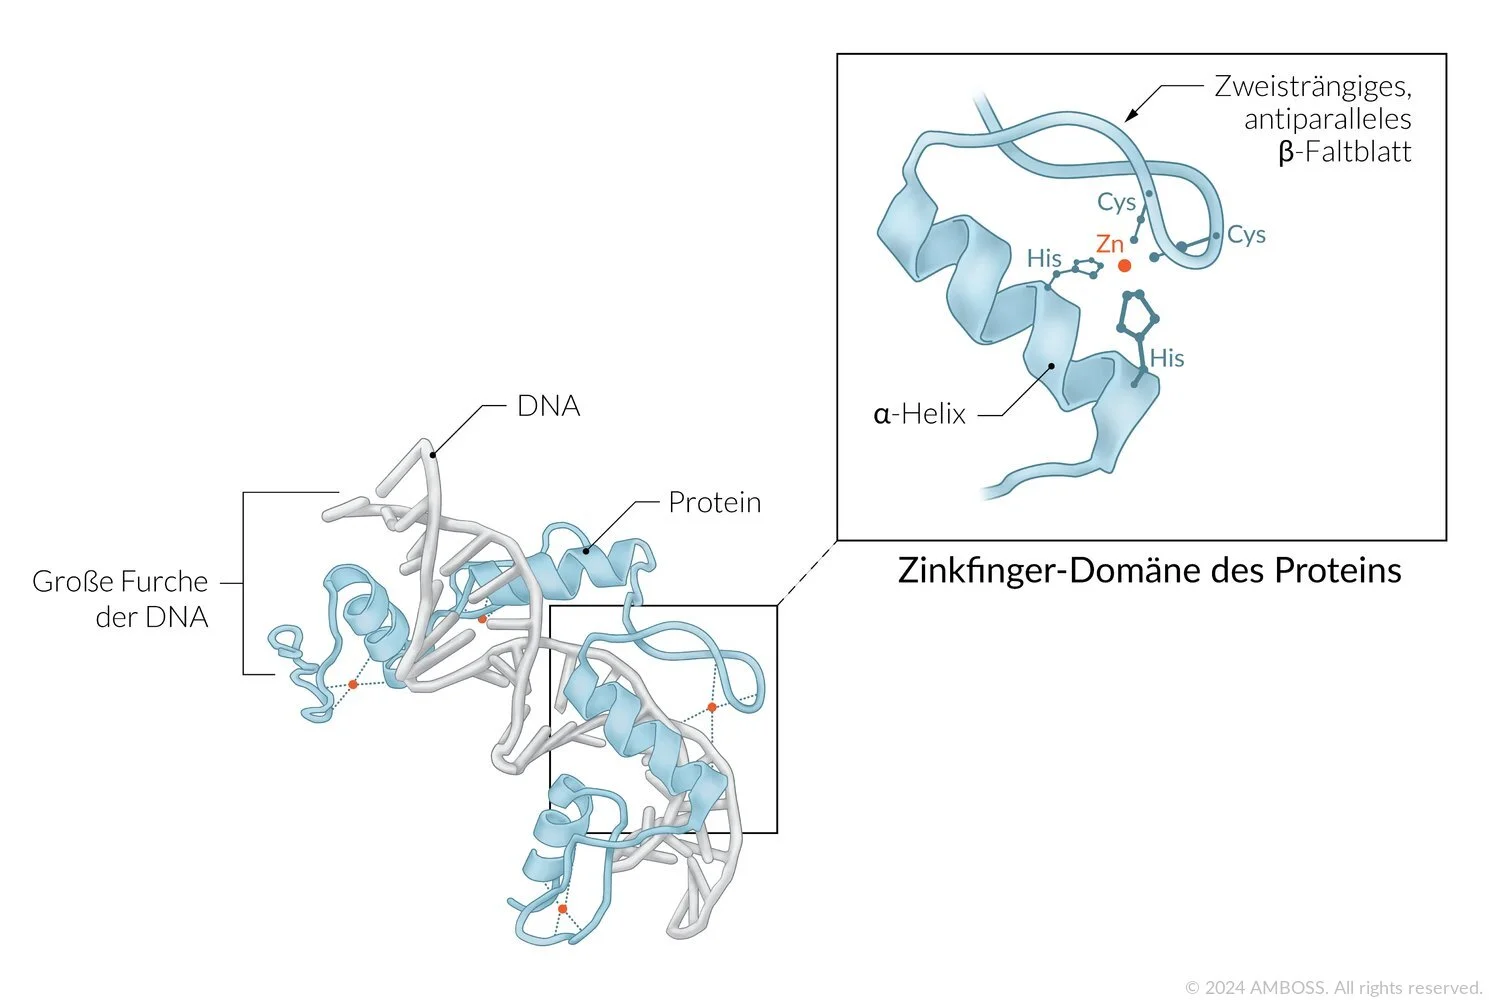 Zweisträngiges,
antiparalleles
β-Faltblatt
Cys
Cys
Zn
His
His
α-Helix
Zinkfinger-Domäne des Proteins
DNA
Protein
Große Furche
der DNA
© 2024 AMBOSS. All rights reserved.